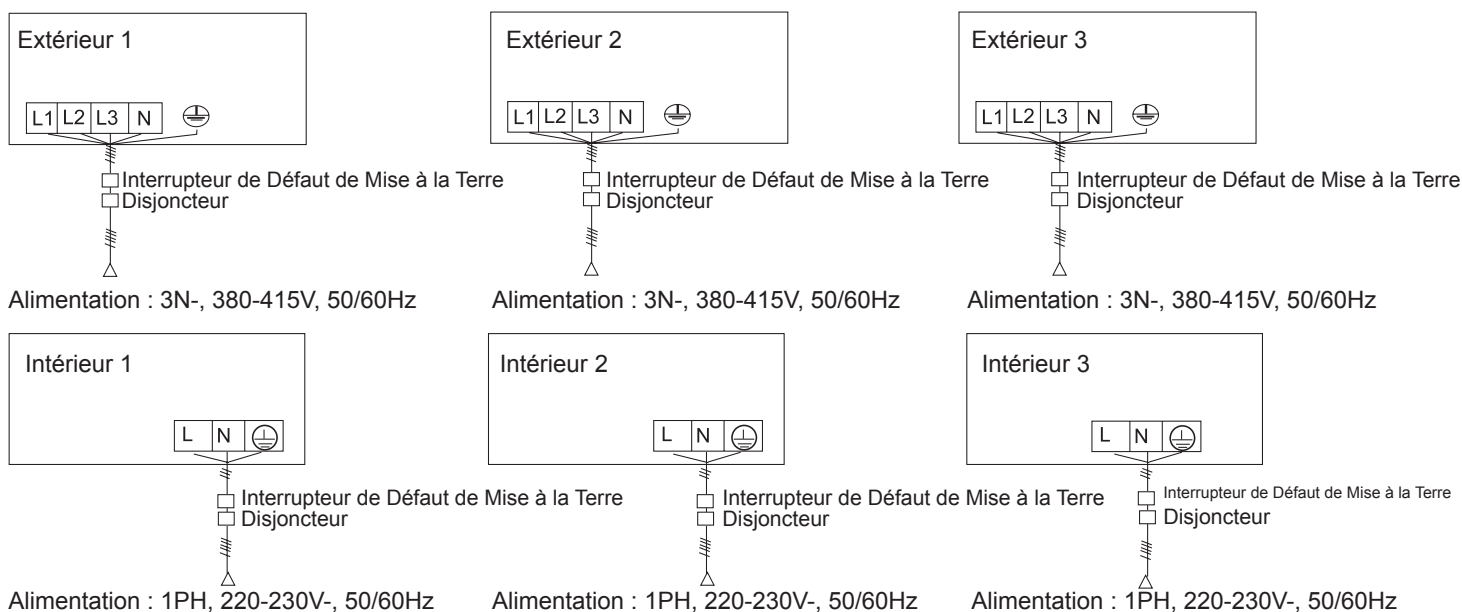 Extérieur 1
Extérieur 2
Extérieur 3
L1 L2 L3 N
L1 L2 L3 N
L1 L2 L3 N
Interrupteur de Défaut de Mise à la Terre
Disjoncteur
Interrupteur de Défaut de Mise à la Terre
Disjoncteur
Interrupteur de Défaut de Mise à la Terre
Disjoncteur
Alimentation : 3N-, 380-415V, 50/60Hz
Alimentation : 3N-, 380-415V, 50/60Hz
Alimentation : 3N-, 380-415V, 50/60Hz
Intérieur 1
Intérieur 2
Intérieur 3
L N
L N
L N
Interrupteur de Défaut de Mise à la Terre
Disjoncteur
Interrupteur de Défaut de Mise à la Terre
Disjoncteur
Interrupteur de Défaut de Mise à la Terre
Disjoncteur
Alimentation : 1PH, 220-230V-, 50/60Hz
Alimentation : 1PH, 220-230V-, 50/60Hz
Alimentation : 1PH, 220-230V-, 50/60Hz